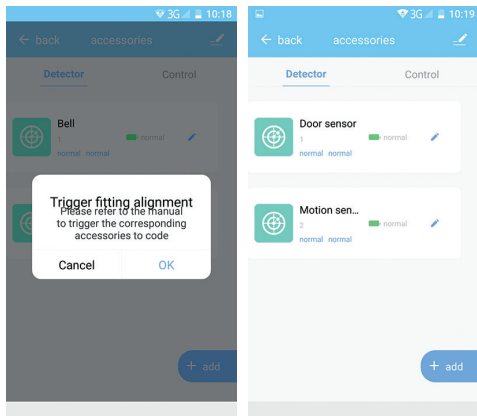 3G 10:18
← back accessories
Detector Control
Bell
1 normal
normal normal
Trigger fitting alignment
Please refer to the manual
to trigger the corresponding
accessories to code
Cancel OK
+ add
3G 10:19
← back accessories
Detector Control
Door sensor
1 normal
normal normal
Motion sen...
2 normal
normal normal
+ add